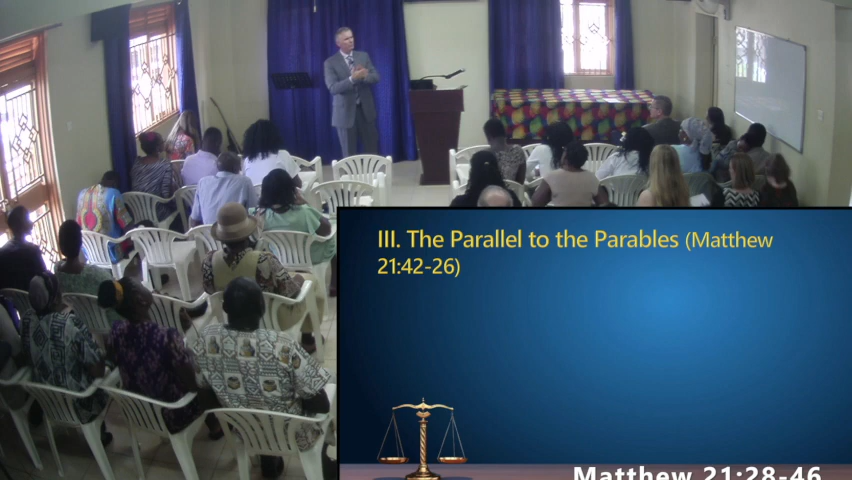 III. The Parallel to the Parables (Matthew
21:42-26)
Matthew 21:28-46